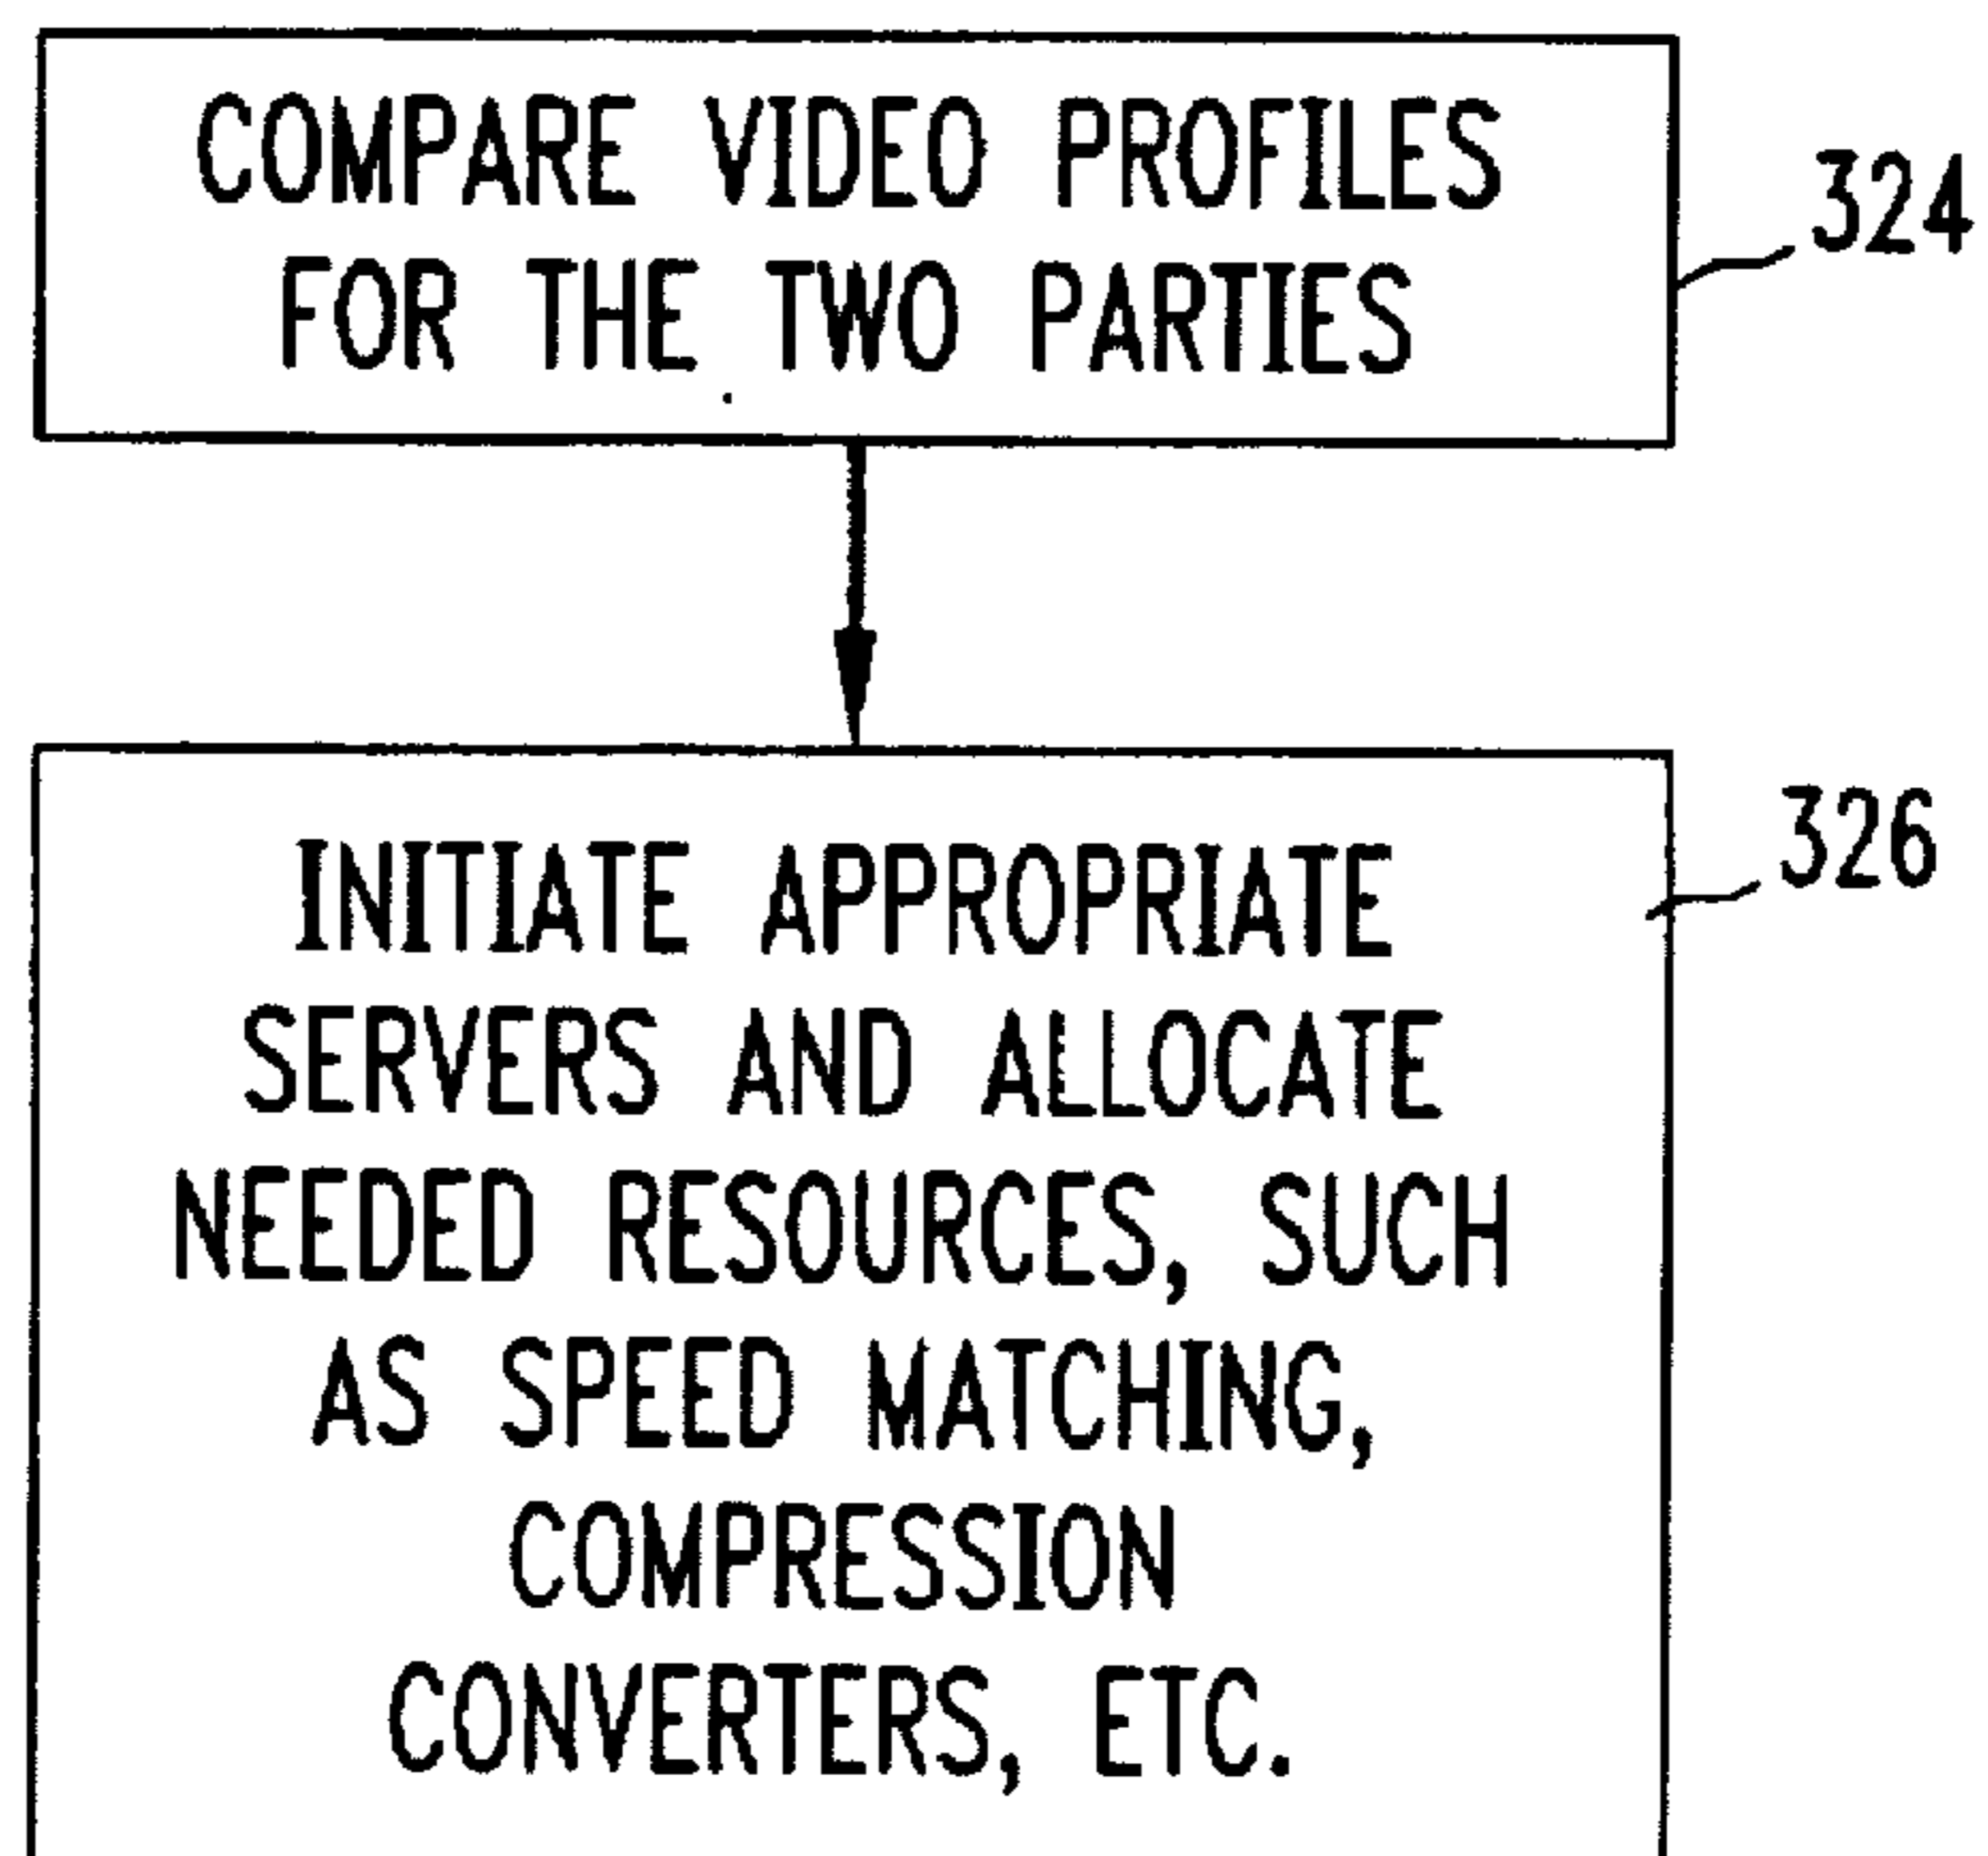 COMPARE VIDEO PROFILES
FOR THE TWO PARTIES
324
INITIATE APPROPRIATE
SERVERS AND ALLOCATE
NEEDED RESOURCES, SUCH
AS SPEED MATCHING,
COMPRESSION
CONVERTERS, ETC.
326